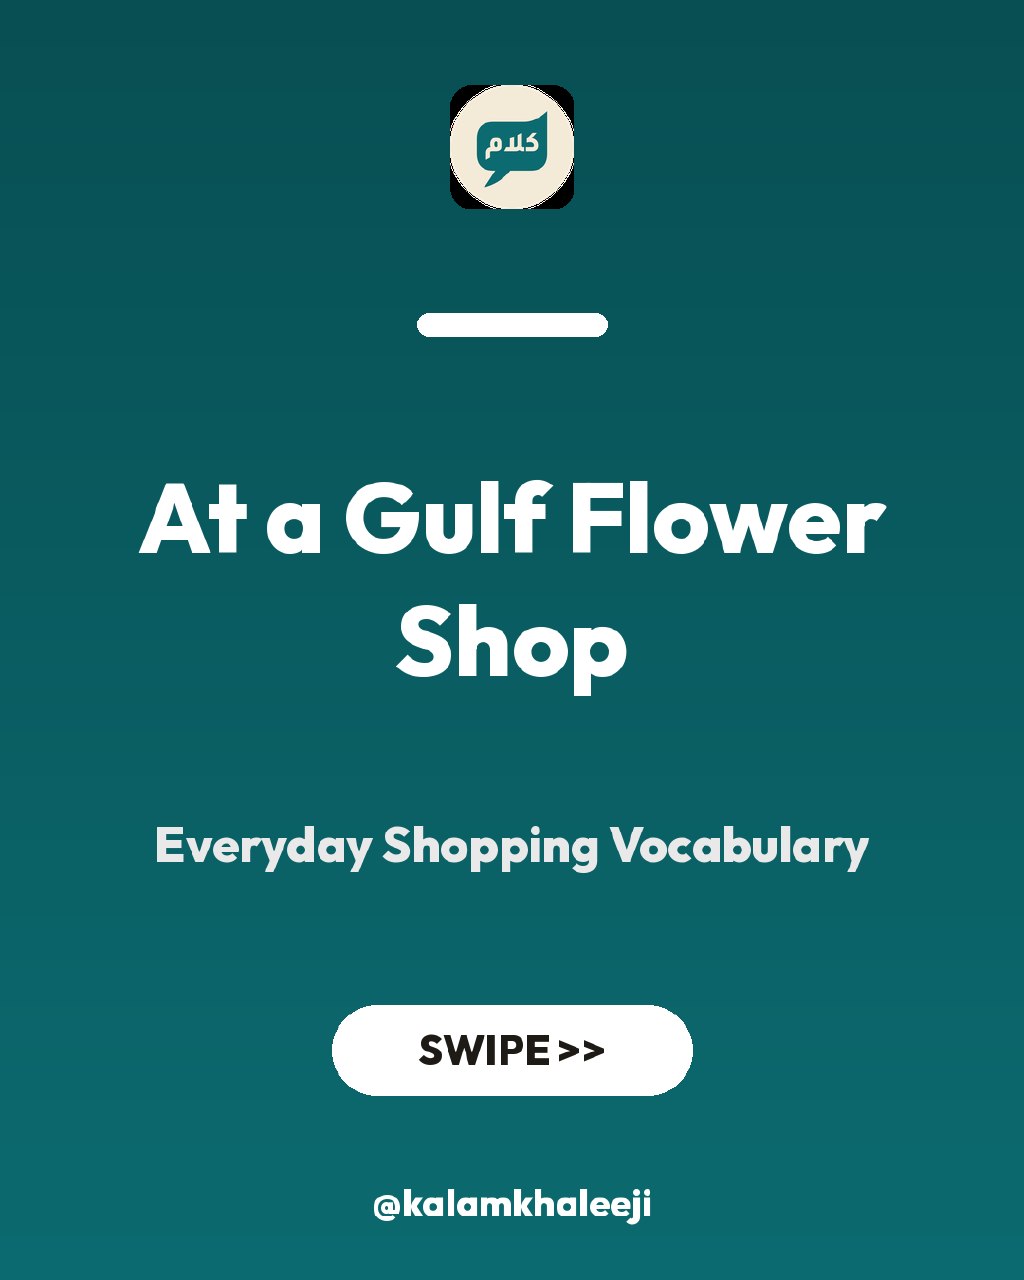 كلام
At a Gulf Flower
Shop
Everyday Shopping Vocabulary
SWIPE >>
@kalamkhaleeji